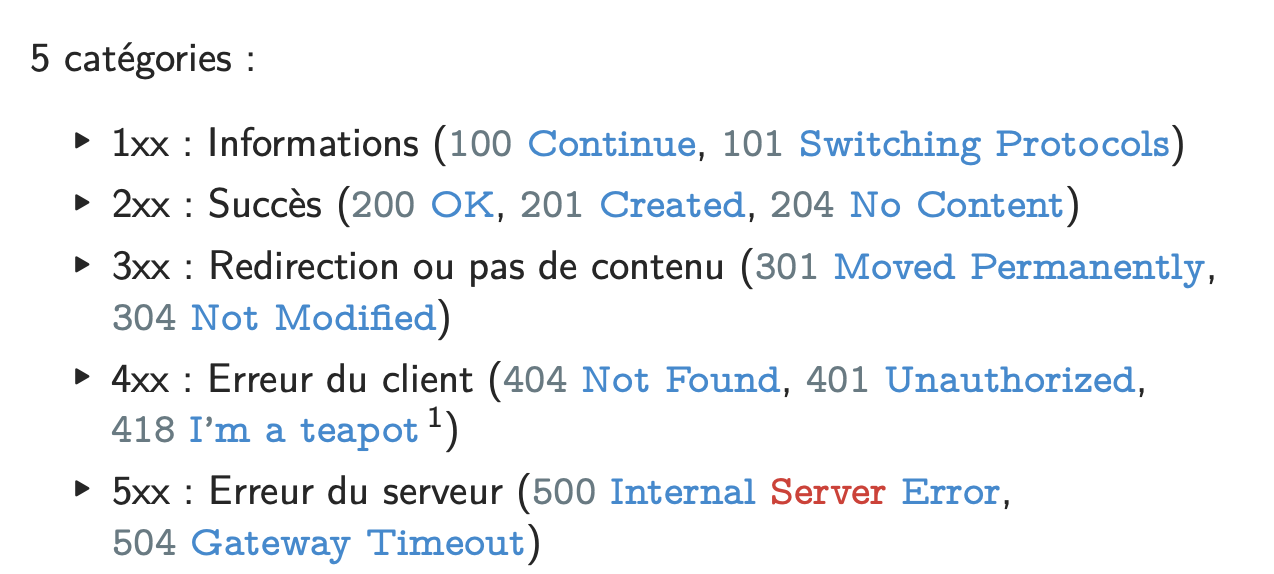 5 catégories :
▸ 1xx : Informations (100 Continue, 101 Switching Protocols)
▸ 2xx : Succès (200 OK, 201 Created, 204 No Content)
▸ 3xx : Redirection ou pas de contenu (301 Moved Permanently,
304 Not Modified)
▸ 4xx : Erreur du client (404 Not Found, 401 Unauthorized,
418 I'm a teapot ¹)
▸ 5xx : Erreur du serveur (500 Internal Server Error,
504 Gateway Timeout)